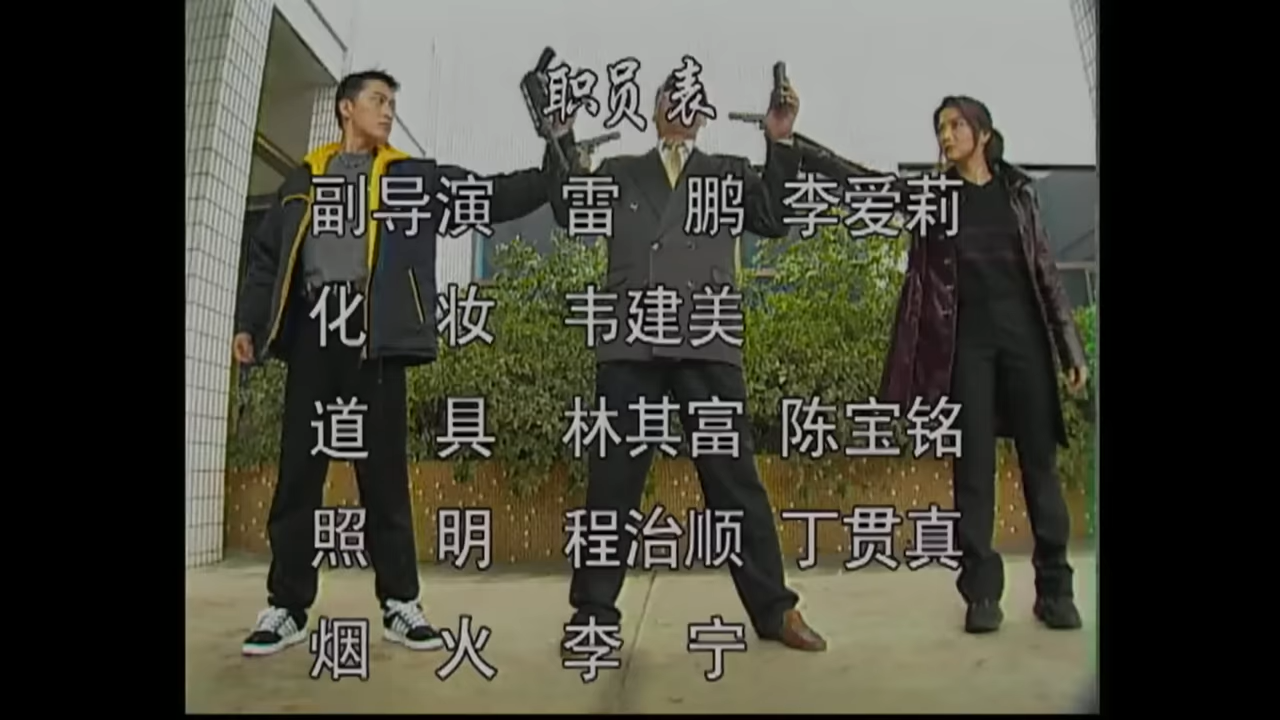 职员表
副导演 雷鹏 李爱莉
化妆 韦建美
道具 林其富 陈宝铭
照明 程治顺 丁贯真
烟火 李宁